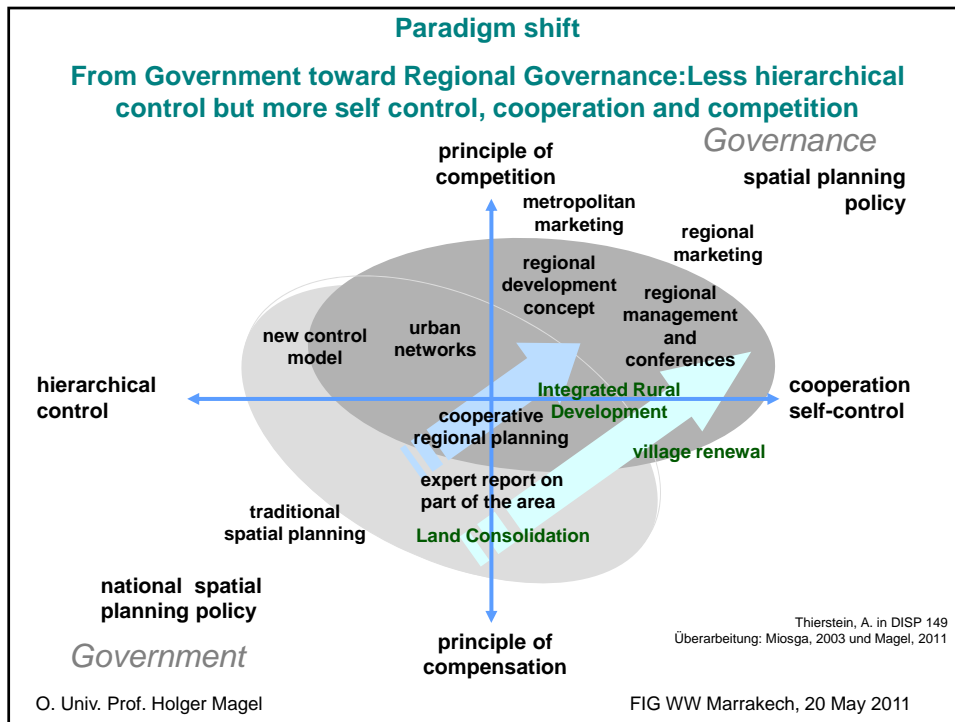 Paradigm shift
From Government toward Regional Governance:Less hierarchical
control but more self control, cooperation and competition
Governance
principle of
competition
spatial planning
policy
metropolitan
marketing
regional
marketing
regional
development
concept
regional
management
and
conferences
new control
model
urban
networks
hierarchical
control
Integrated Rural
Development
cooperation
self-control
cooperative
regional planning
village renewal
expert report on
part of the area
traditional
spatial planning
Land Consolidation
national spatial
planning policy
Government
principle of
compensation
Thierstein, A. in DISP 149
Überarbeitung: Miosga, 2003 und Magel, 2011
O. Univ. Prof. Holger Magel
FIG WW Marrakech, 20 May 2011